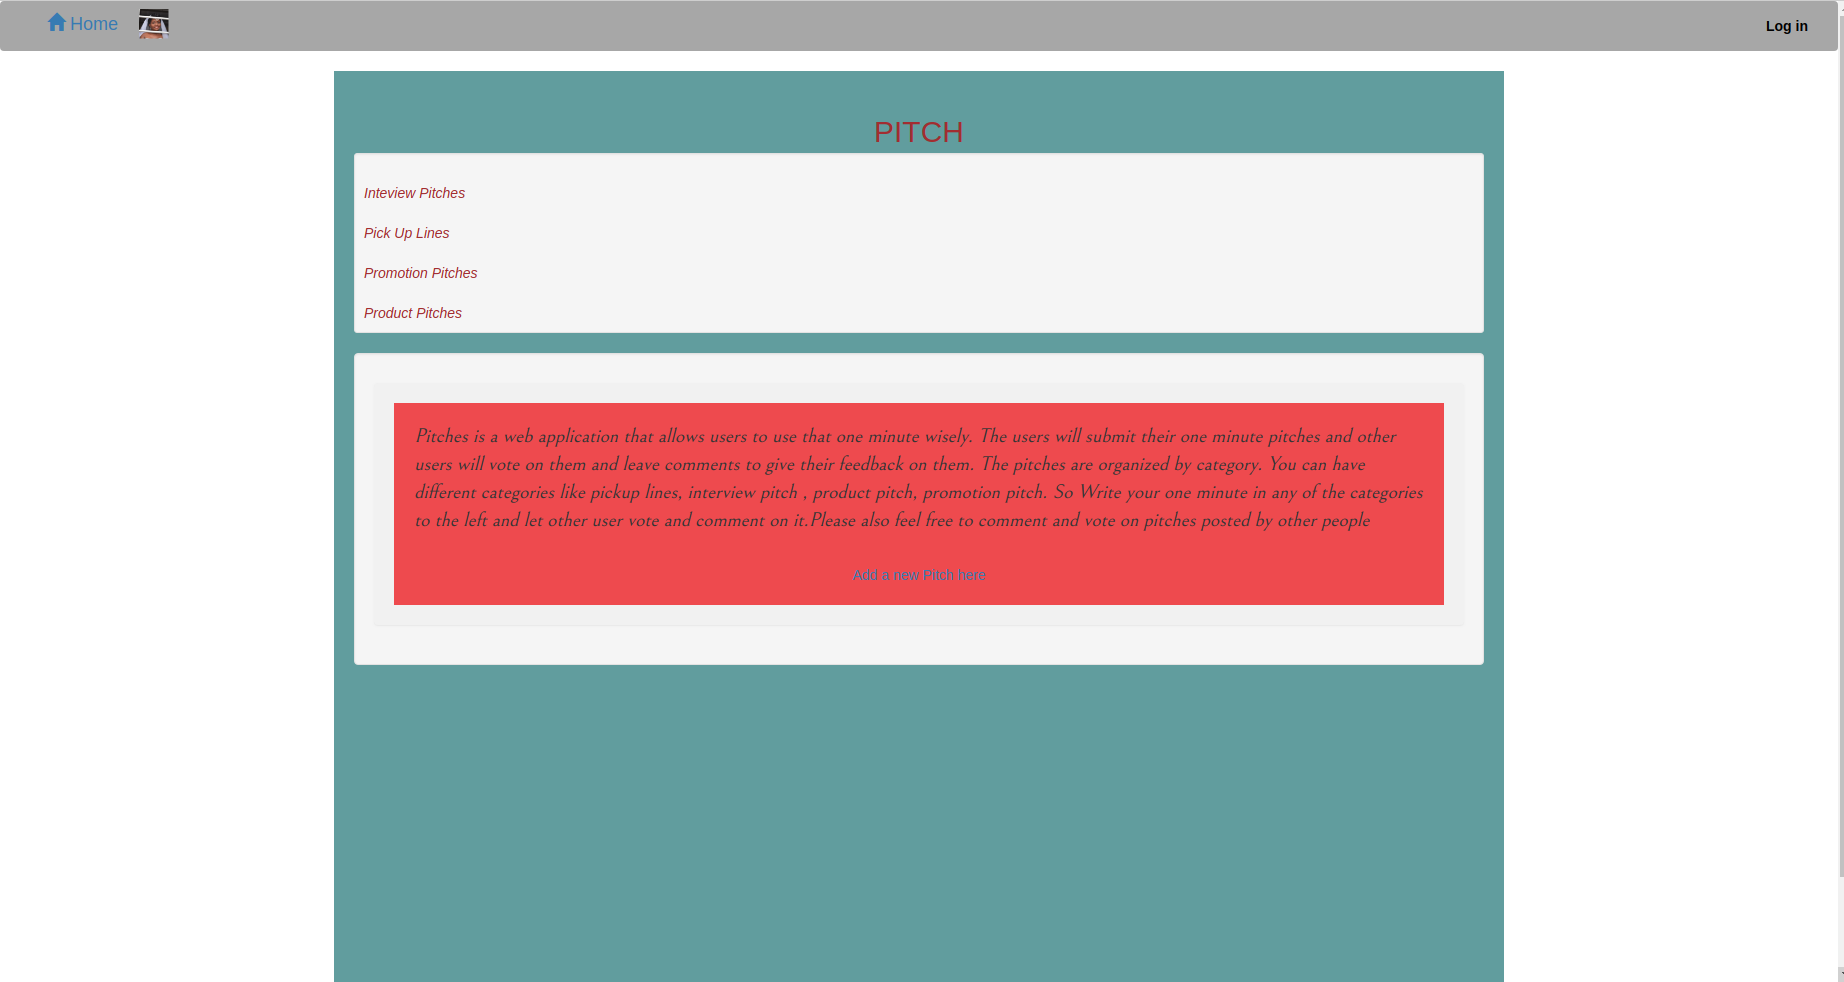 Home
Log in
PITCH
Inteview Pitches
Pick Up Lines
Promotion Pitches
Product Pitches
Pitches is a web application that allows users to use that one minute wisely. The users will submit their one minute pitches and other
users will vote on them and leave comments to give their feedback on them. The pitches are organized by category. You can have
different categories like pickup lines, interview pitch , product pitch, promotion pitch. So Write your one minute in any of the categories
to the left and let other user vote and comment on it.Please also feel free to comment and vote on pitches posted by other people
Add a new Pitch here